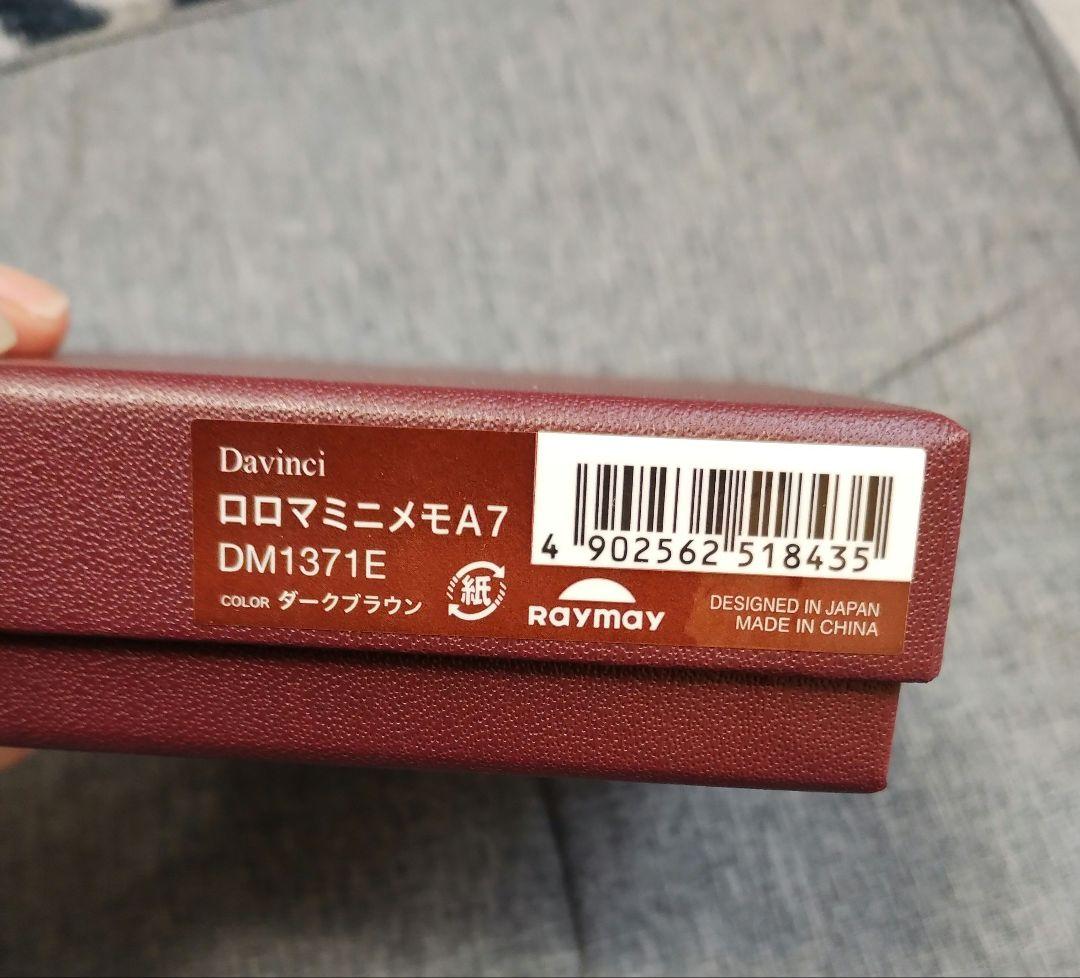 Davinci
ロロマミニメモA7
DM1371E
COLOR ダークブラウン
紙
4 902562 518435
Raymay
DESIGNED IN JAPAN
MADE IN CHINA